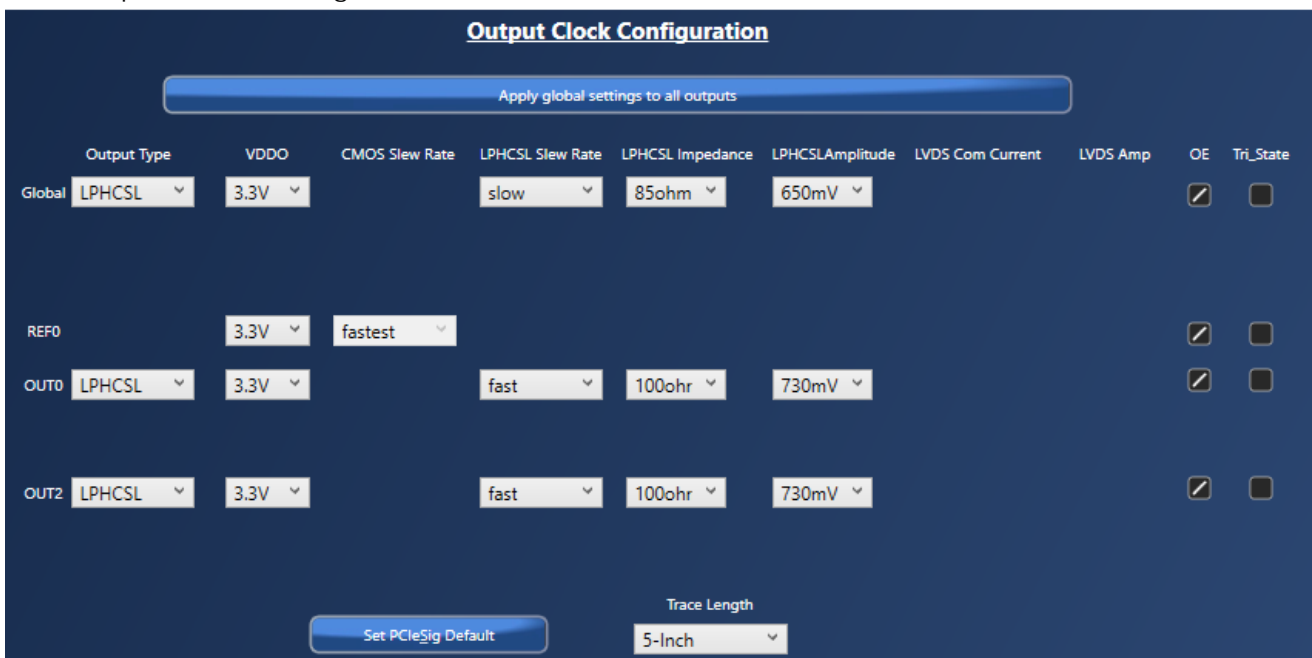 Output Clock Configuration
Apply global settings to all outputs
Output Type VDDO CMOS Slew Rate LPHCSL Slew Rate LPHCSL Impedance LPHCSLAmplitude LVDS Com Current LVDS Amp OE Tri_State
Global LPHCSL 3.3V slow 85ohm 650mV
REF0 3.3V fastest
OUT0 LPHCSL 3.3V fast 100ohr 730mV
OUT2 LPHCSL 3.3V fast 100ohr 730mV
Trace Length
Set PCIeSig Default 5-Inch